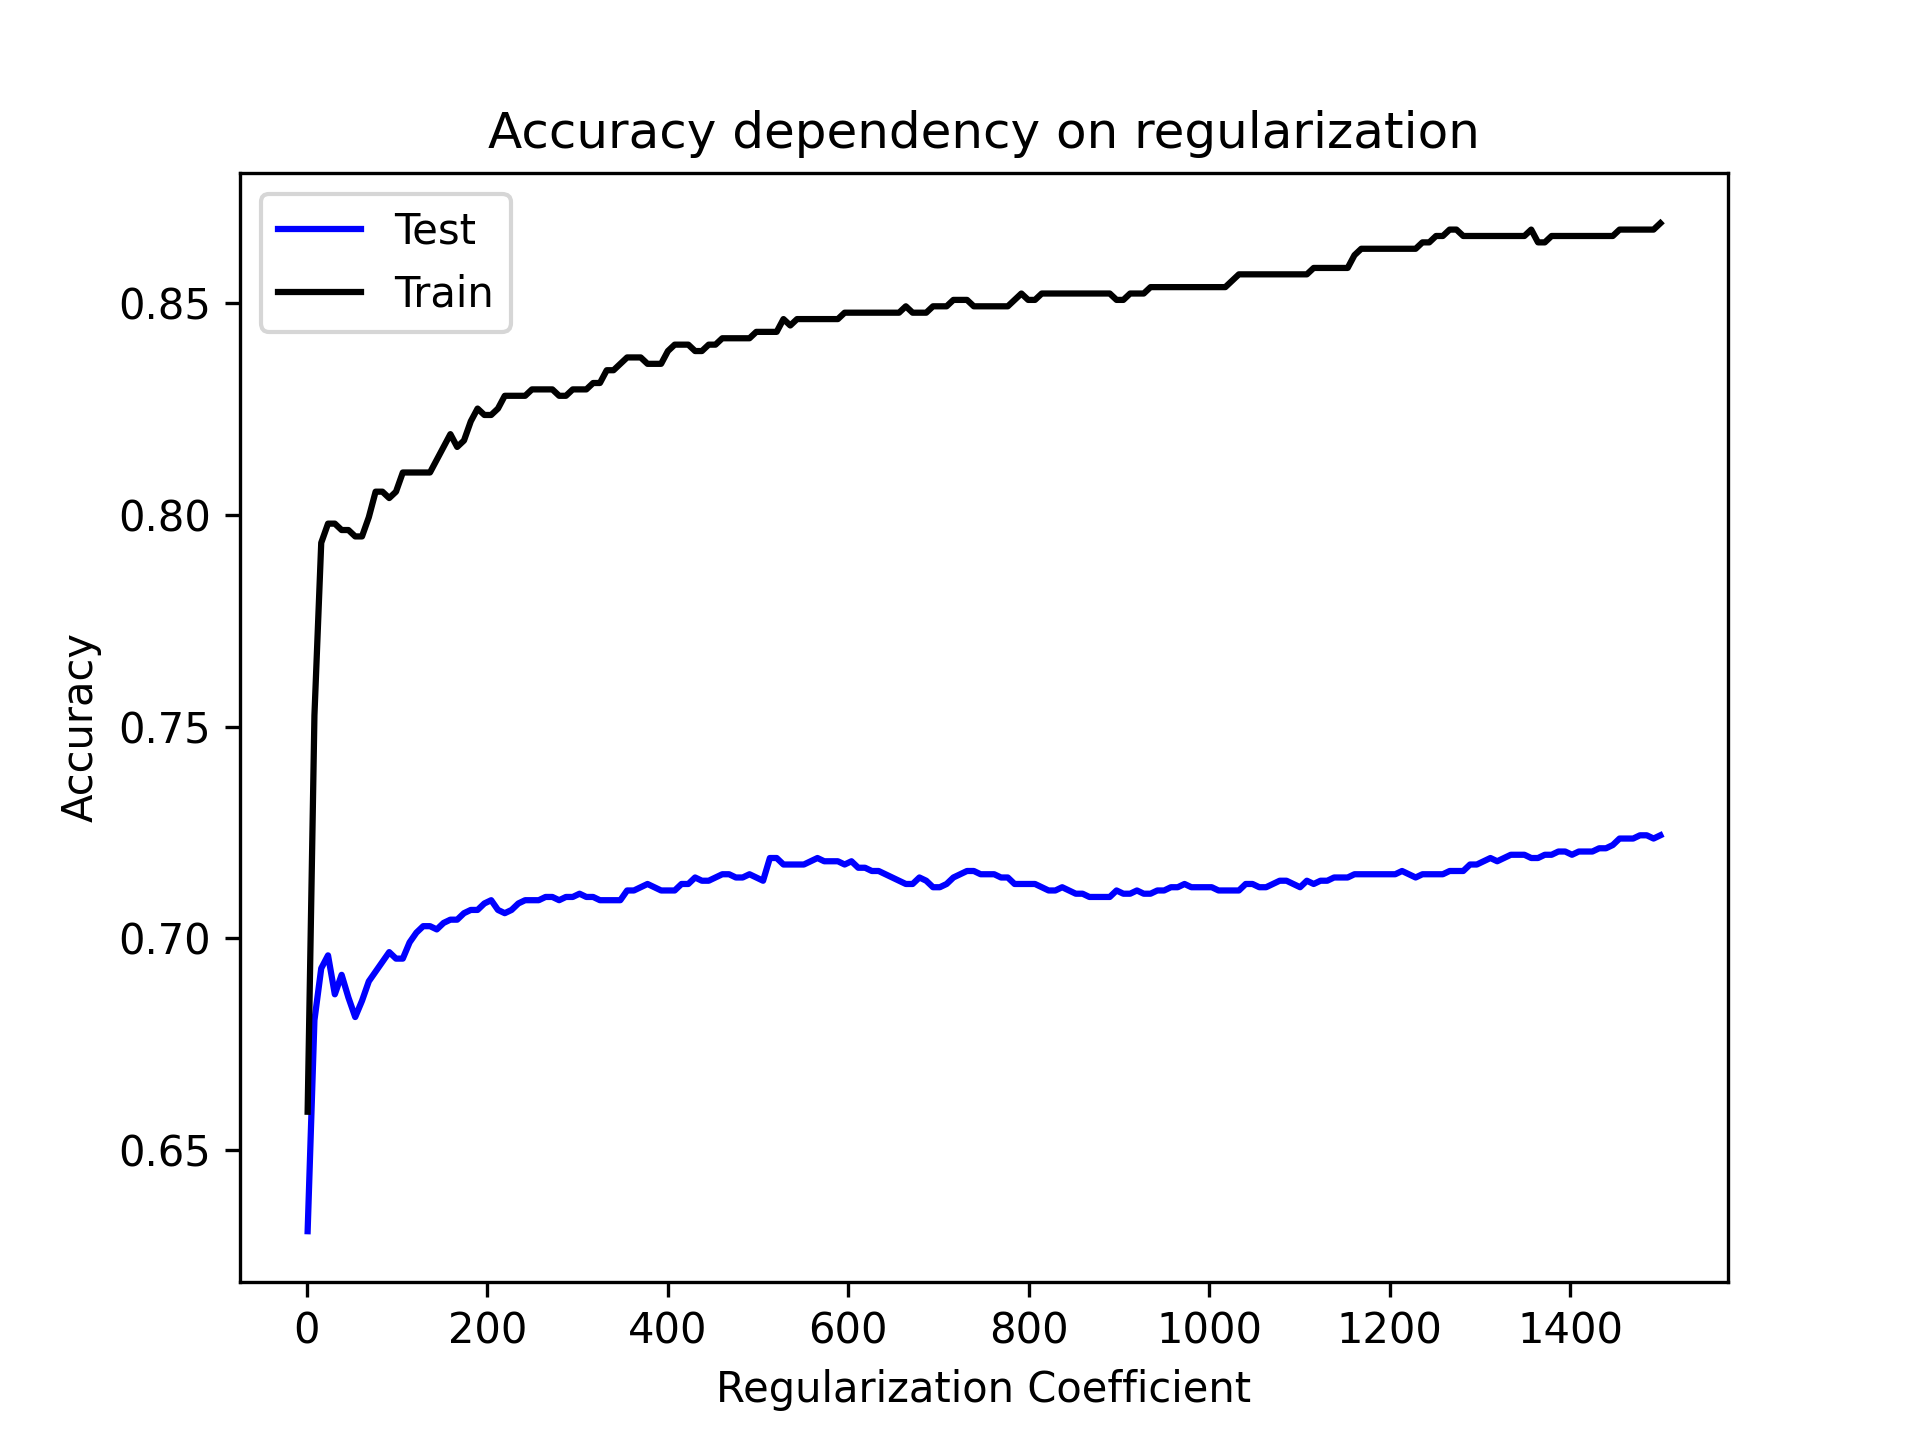 Accuracy dependency on regularization
Test
Train
0.85
0.80
0.75
0.70
0.65
Accuracy
0 200 400 600 800 1000 1200 1400
Regularization Coefficient